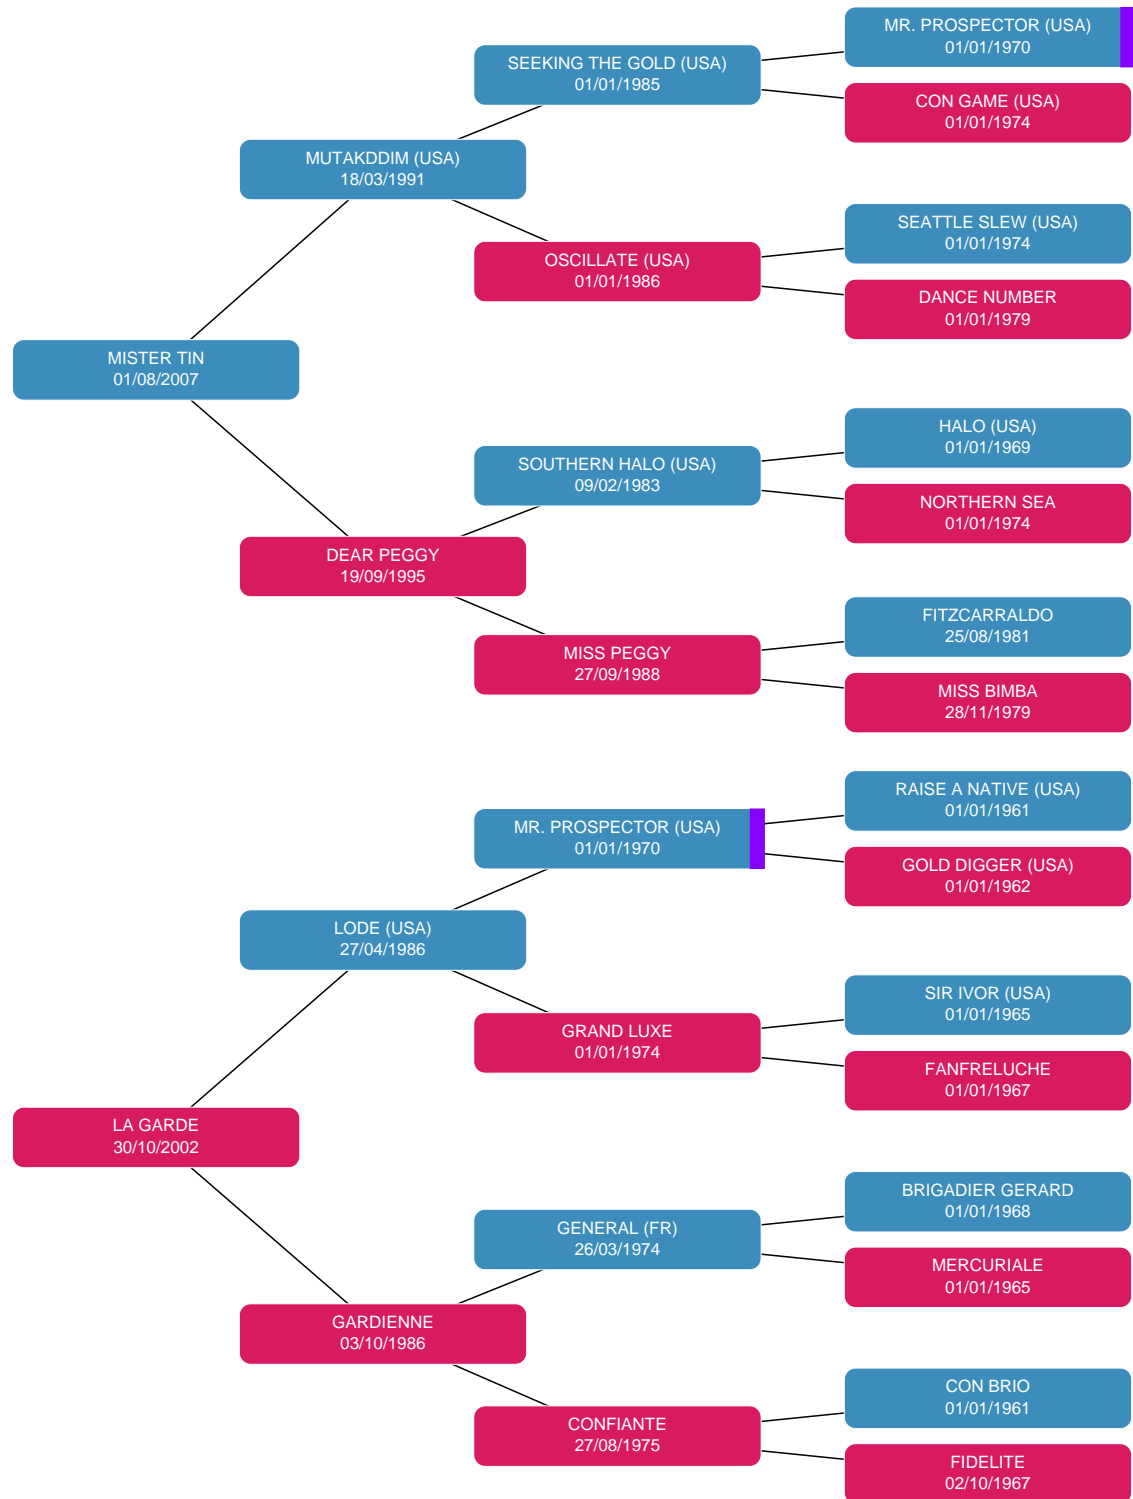 MR. PROSPECTOR (USA)
01/01/1970
SEEKING THE GOLD (USA)
01/01/1985
CON GAME (USA)
01/01/1974
MUTAKDDIM (USA)
18/03/1991
SEATTLE SLEW (USA)
01/01/1974
OSCILLATE (USA)
01/01/1986
DANCE NUMBER
01/01/1979
MISTER TIN
01/08/2007
HALO (USA)
01/01/1969
SOUTHERN HALO (USA)
09/02/1983
NORTHERN SEA
01/01/1974
DEAR PEGGY
19/09/1995
FITZCARRALDO
25/08/1981
MISS PEGGY
27/09/1988
MISS BIMBA
28/11/1979
RAISE A NATIVE (USA)
01/01/1961
MR. PROSPECTOR (USA)
01/01/1970
GOLD DIGGER (USA)
01/01/1962
LODE (USA)
27/04/1986
SIR IVOR (USA)
01/01/1965
GRAND LUXE
01/01/1974
FANFRELUCHE
01/01/1967
LA GARDE
30/10/2002
BRIGADIER GERARD
01/01/1968
GENERAL (FR)
26/03/1974
MERCURIALE
01/01/1965
GARDIENNE
03/10/1986
CON BRIO
01/01/1961
CONFIANTE
27/08/1975
FIDELITE
02/10/1967